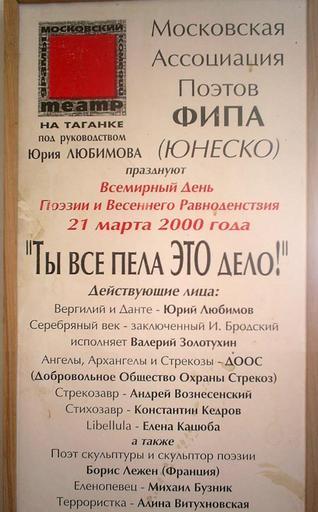 МОСКОВСКИЙ
театр
НА ТАГАНКЕ
под руководством
Юрия ЛЮБИМОВА
Московская
Ассоциация
Поэтов
ФИПА
(ЮНЕСКО)
празднуют
Всемирный День
Поэзии и Весеннего Равноденствия
21 марта 2000 года
"ТЫ ВСЕ ПЕЛА ЭТО ДЕЛО!"
Действующие лица:
Вергилий и Данте - Юрий Любимов
Серебряный век - заключенный И. Бродский
исполняет Валерий Золотухин
Ангелы, Архангелы и Стрекозы - ДООС
(Добровольное Общество Охраны Стрекоз)
Стрекозавр - Андрей Вознесенский
Стихозавр - Константин Кедров
Libellula - Елена Кацюба
а также
Поэт скульптуры и скульптор поэзии
Борис Лежен (Франция)
Еленопевец - Михаил Бузник
Террористка - Алина Витухновская